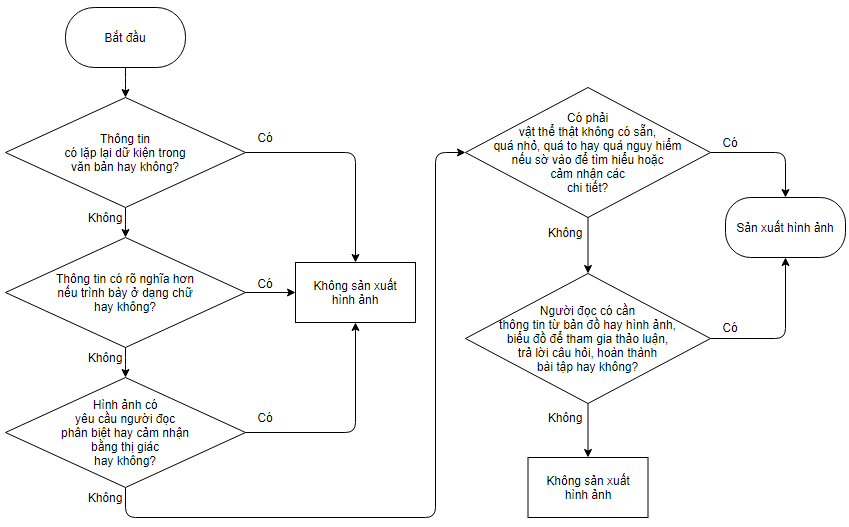 Bắt đầu
Thông tin
có lặp lại dữ kiện trong
văn bản hay không?
Có
Không
Thông tin có rõ nghĩa hơn
nếu trình bày ở dạng chữ
hay không?
Có
Không sản xuất
hình ảnh
Không
Hình ảnh có
yêu cầu người đọc
phân biệt hay cảm nhận
bằng thị giác
hay không?
Có
Không
Có phải
vật thể thật không có sẵn,
quá nhỏ, quá to hay quá nguy hiểm
nếu sờ vào để tìm hiểu hoặc
cảm nhận các
chi tiết?
Có
Sản xuất hình ảnh
Không
Người đọc có cần
thông tin từ bản đồ hay hình ảnh,
biểu đồ để tham gia thảo luận,
trả lời câu hỏi, hoàn thành
bài tập hay không?
Có
Không
Không sản xuất
hình ảnh